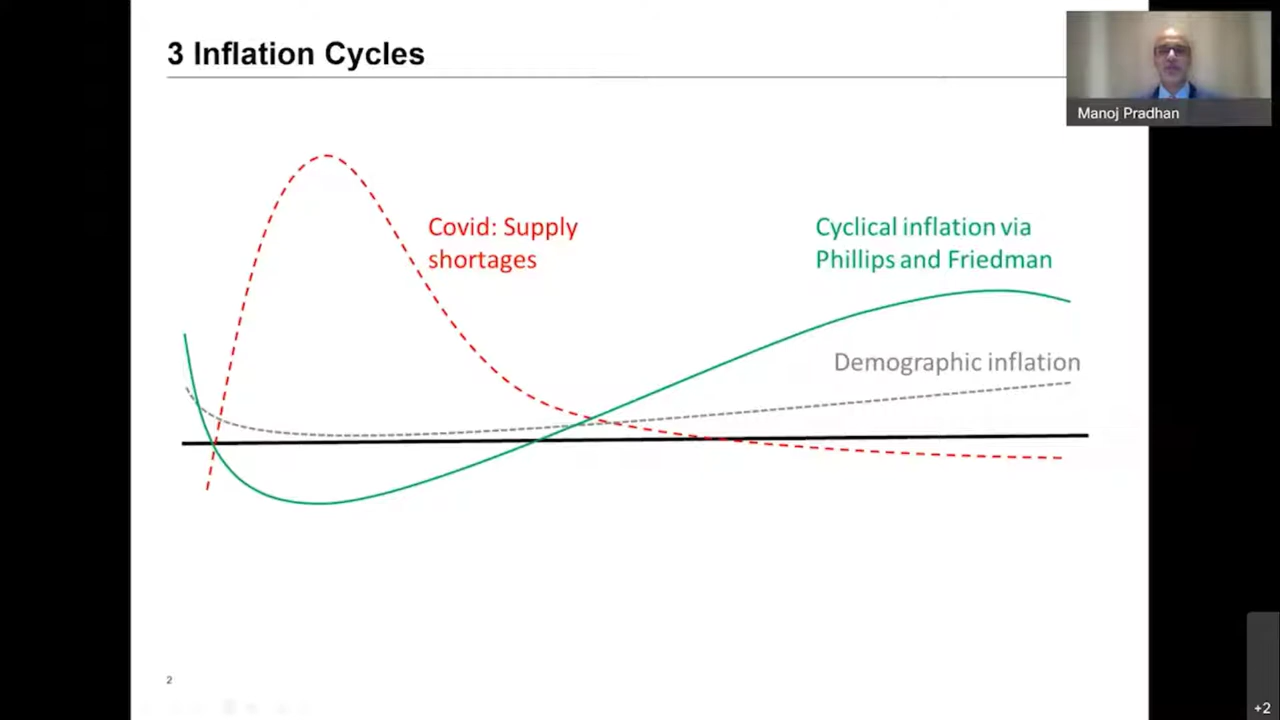 3 Inflation Cycles
Manoj Pradhan
Covid: Supply
shortages
Cyclical inflation via
Phillips and Friedman
Demographic inflation
2
+2